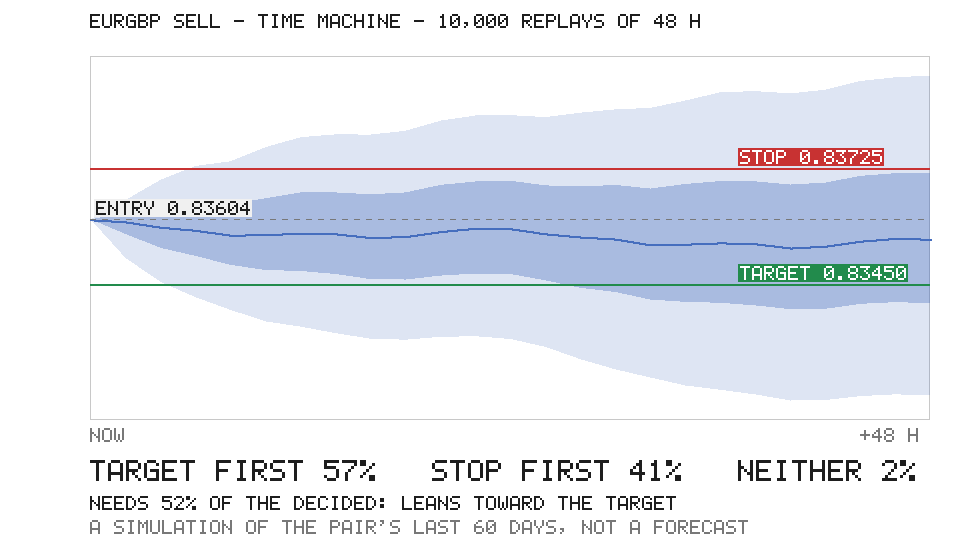 EURGBP SELL - TIME MACHINE - 10,000 REPLAYS OF 48 H
STOP 0.83725
ENTRY 0.83604
TARGET 0.83450
NOW +48 H
TARGET FIRST 57% STOP FIRST 41% NEITHER 2%
NEEDS 52% OF THE DECIDED: LEANS TOWARD THE TARGET
A SIMULATION OF THE PAIR'S LAST 60 DAYS, NOT A FORECAST